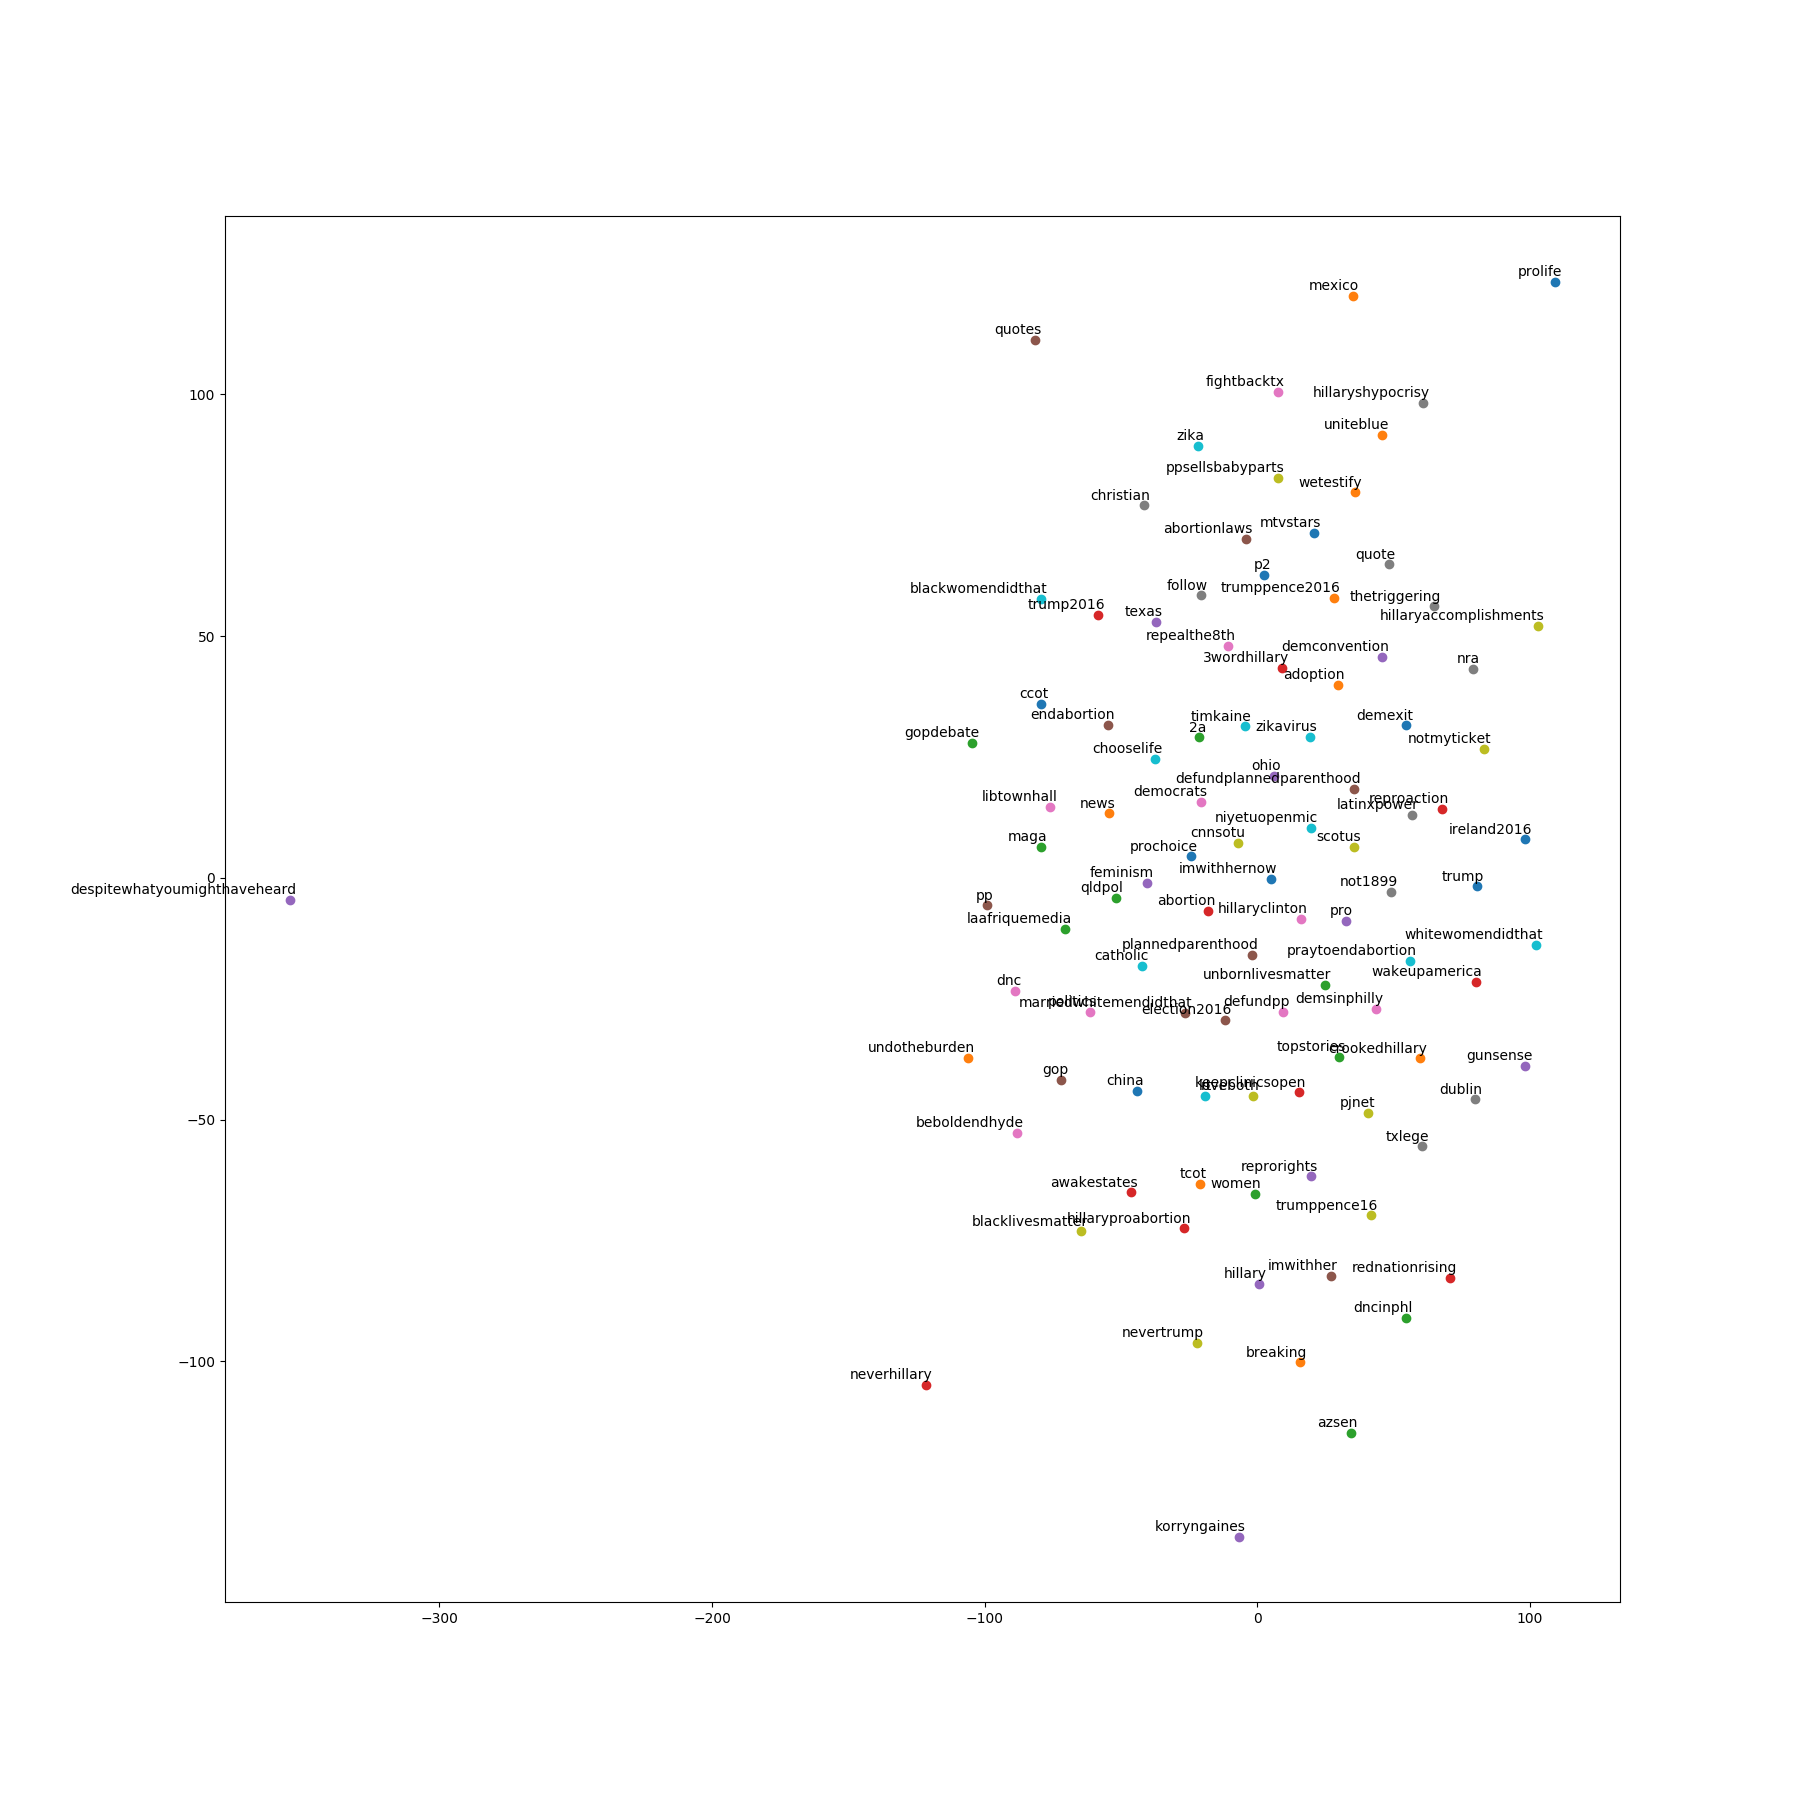 prolife
mexico
quotes
fightbacktx
hillaryshypocrisy
100
uniteblue
zika
ppsellsbabyparts
wetestify
christian
mtvstars
abortionlaws
quote
p2
follow
trumppence2016
blackwomendidthat
thetriggering
trump2016
texas
hillaryaccomplishments
50
repealthe8th
demconvention
3wordhillary
nra
adoption
ccot
endabortion
timkaine
demexit
2a
zikavirus
gopdebate
notmyticket
chooselife
ohio
defundplannedparenthood
democrats
libtownhall
news
reproaction
latinxpower
niyetuopenmic
ireland2016
cnnsotu
scotus
maga
prochoice
imwithhernow
feminism
trump
0
not1899
despitewhatyoumighthaveheard
qldpol
pp
abortion
hillaryclinton
pro
laafriquemedia
whitewomendidthat
plannedparenthood
praytoendabortion
catholic
wakeupamerica
unbornlivesmatter
dnc
politics
marriedwhitemendidthat
defundpp
demsinphilly
election2016
undotheburden
topstories
crookedhillary
gunsense
gop
china
keepclinicsopen
dublin
pjnet
−50
beboldendhyde
txlege
reprorights
tcot
women
awakestates
trumppence16
blacklivesmatter
hillaryproabortion
hillary
imwithher
rednationrising
dncinphl
nevertrump
breaking
−100
neverhillary
azsen
korryngaines
−300
−200
−100
0
100